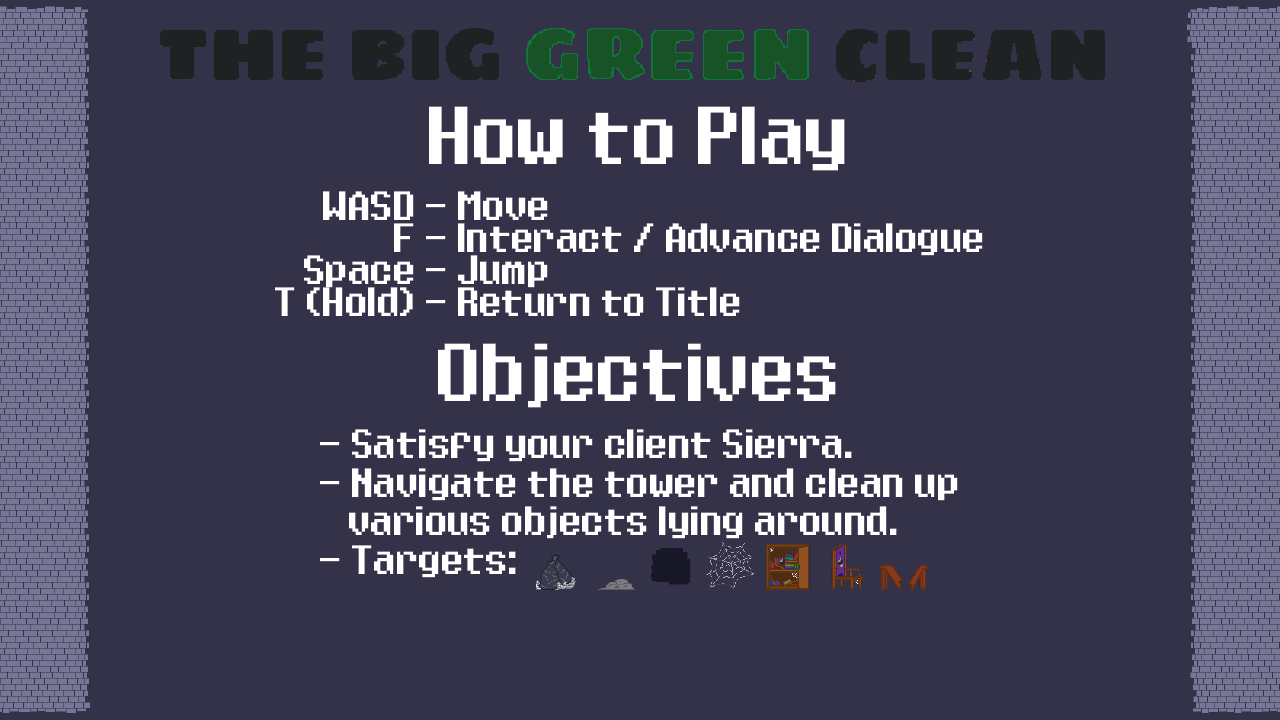 THE BIG GREEN CLEAN
How to Play
WASD - Move
F - Interact / Advance Dialogue
Space - Jump
T (Hold) - Return to Title
Objectives
- Satisfy your client Sierra.
- Navigate the tower and clean up
various objects lying around.
- Targets: